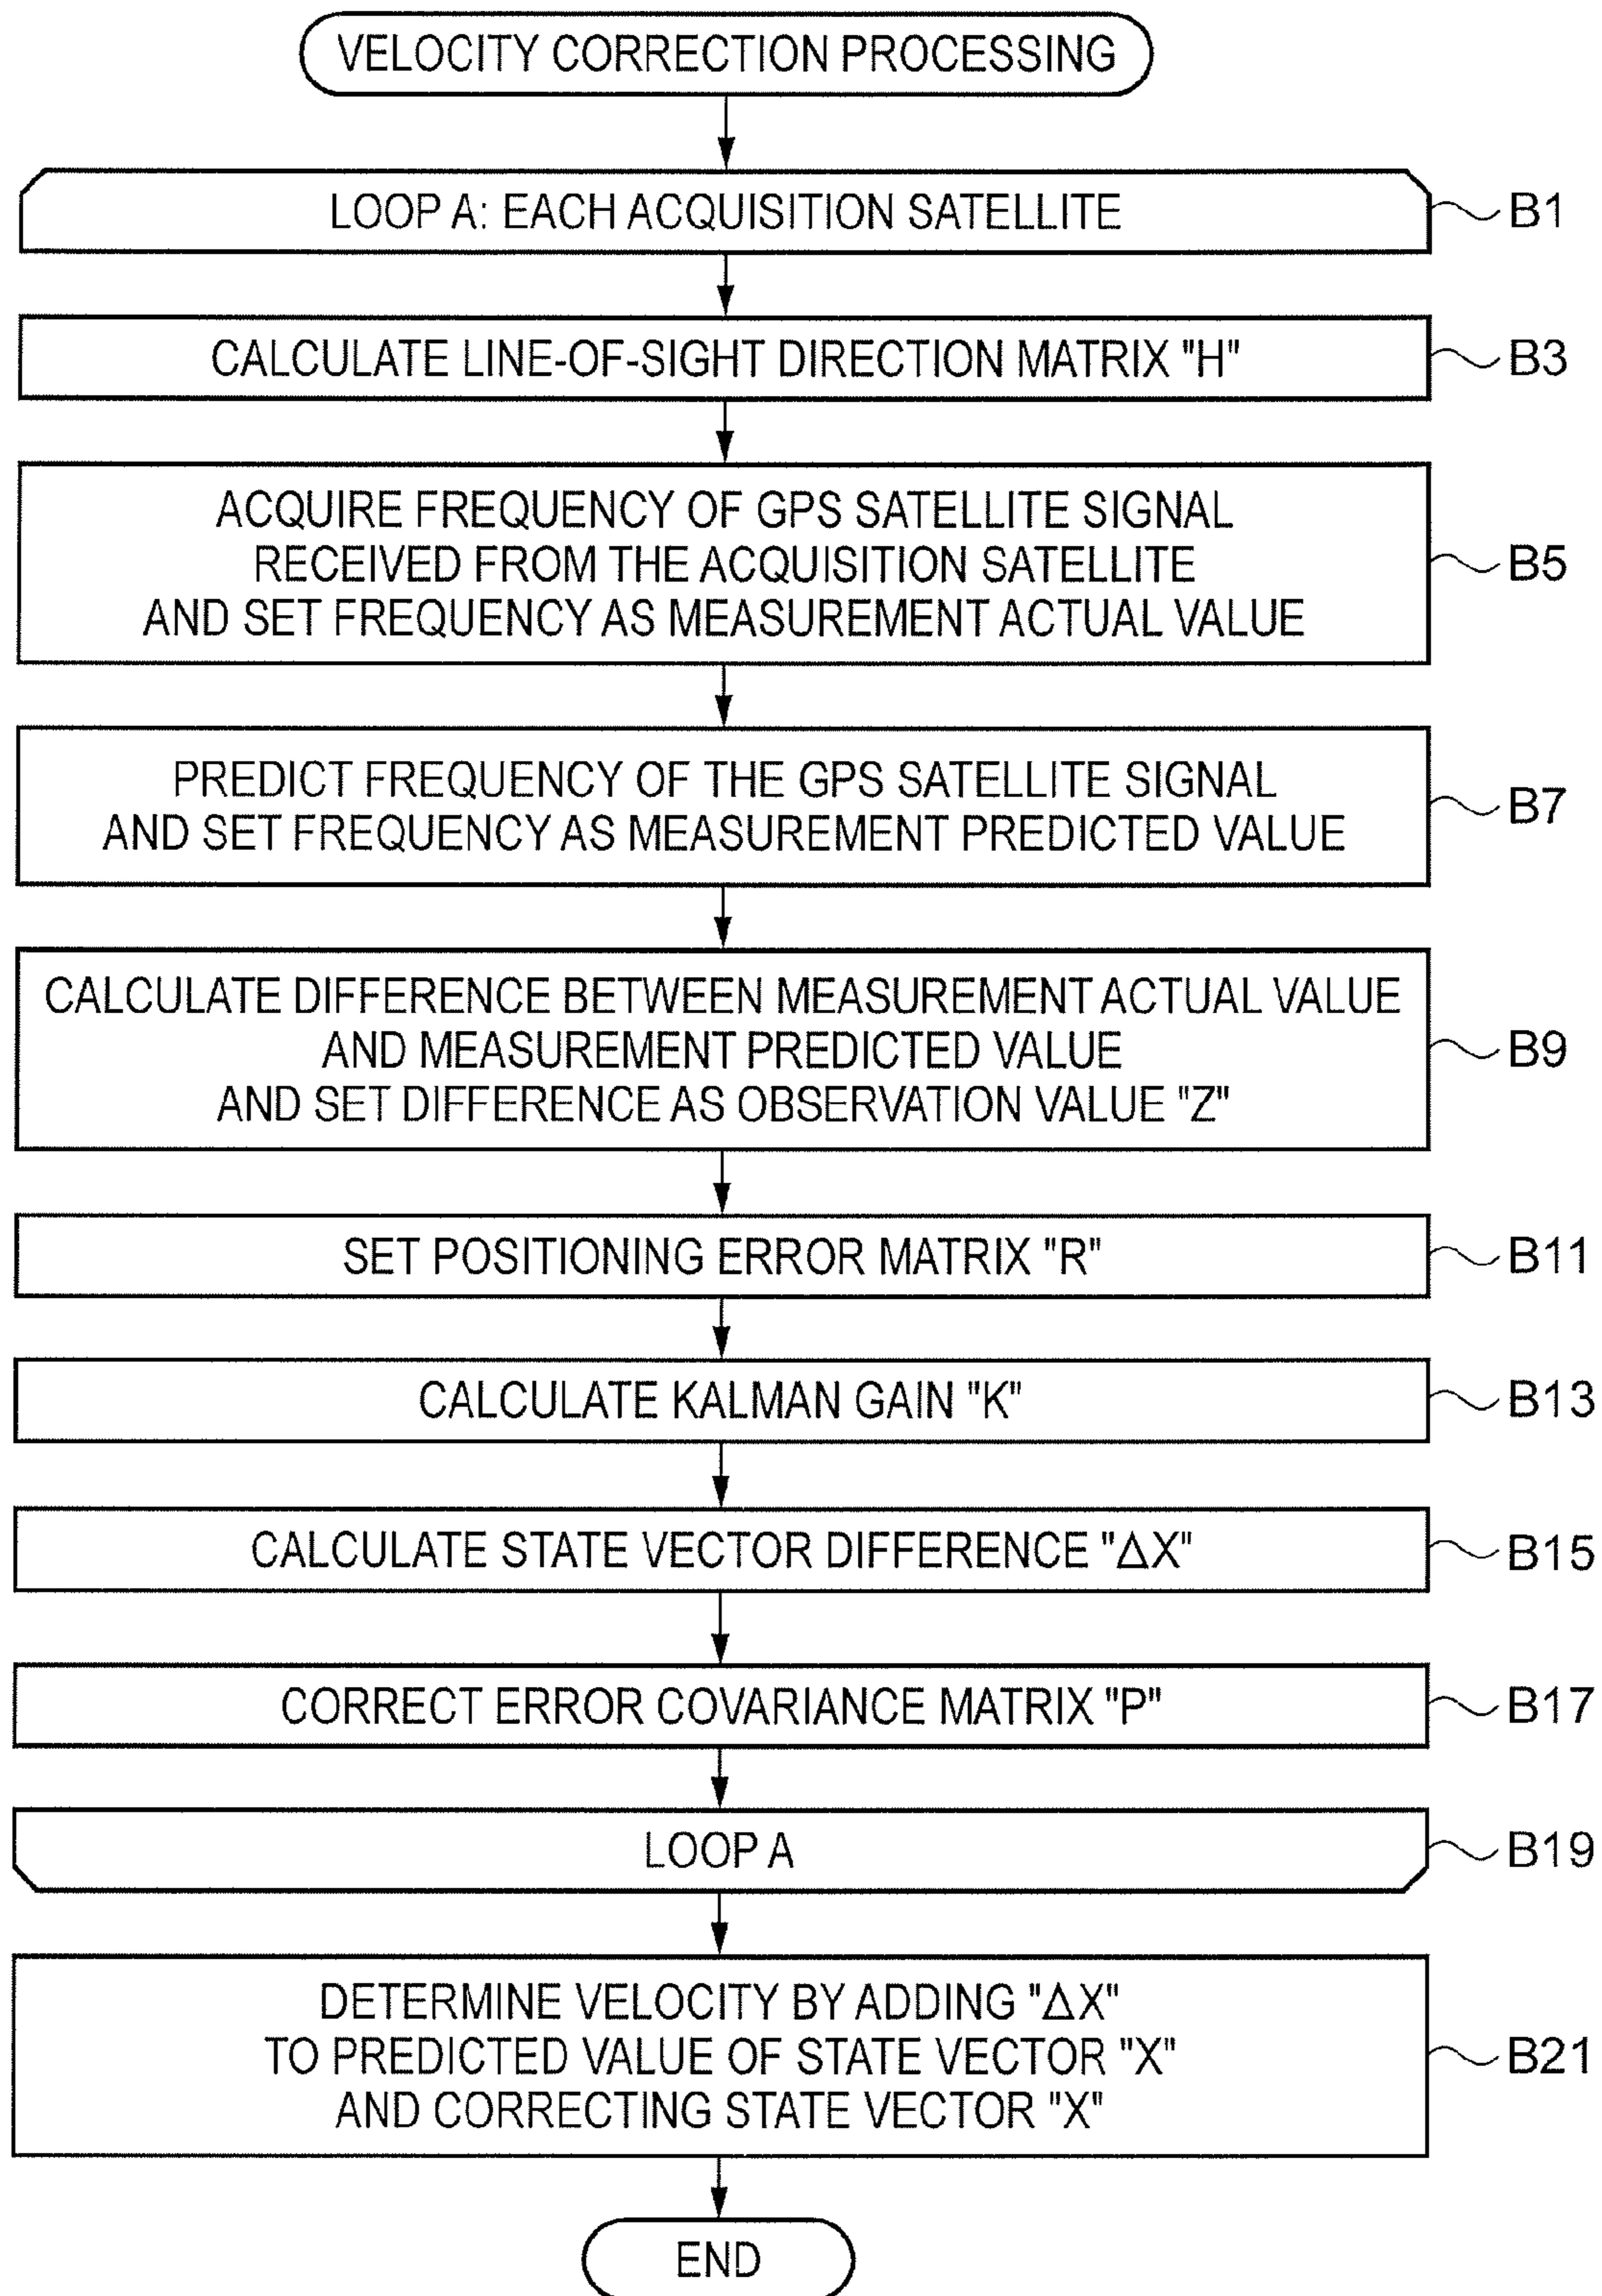 VELOCITY CORRECTION PROCESSING
LOOP A: EACH ACQUISITION SATELLITE
B1
CALCULATE LINE-OF-SIGHT DIRECTION MATRIX "H"
B3
ACQUIRE FREQUENCY OF GPS SATELLITE SIGNAL
RECEIVED FROM THE ACQUISITION SATELLITE
AND SET FREQUENCY AS MEASUREMENT ACTUAL VALUE
B5
PREDICT FREQUENCY OF THE GPS SATELLITE SIGNAL
AND SET FREQUENCY AS MEASUREMENT PREDICTED VALUE
B7
CALCULATE DIFFERENCE BETWEEN MEASUREMENT ACTUAL VALUE
AND MEASUREMENT PREDICTED VALUE
AND SET DIFFERENCE AS OBSERVATION VALUE "Z"
B9
SET POSITIONING ERROR MATRIX "R"
B11
CALCULATE KALMAN GAIN "K"
B13
CALCULATE STATE VECTOR DIFFERENCE "ΔX"
B15
CORRECT ERROR COVARIANCE MATRIX "P"
B17
LOOP A
B19
DETERMINE VELOCITY BY ADDING "ΔX"
TO PREDICTED VALUE OF STATE VECTOR "X"
AND CORRECTING STATE VECTOR "X"
B21
END